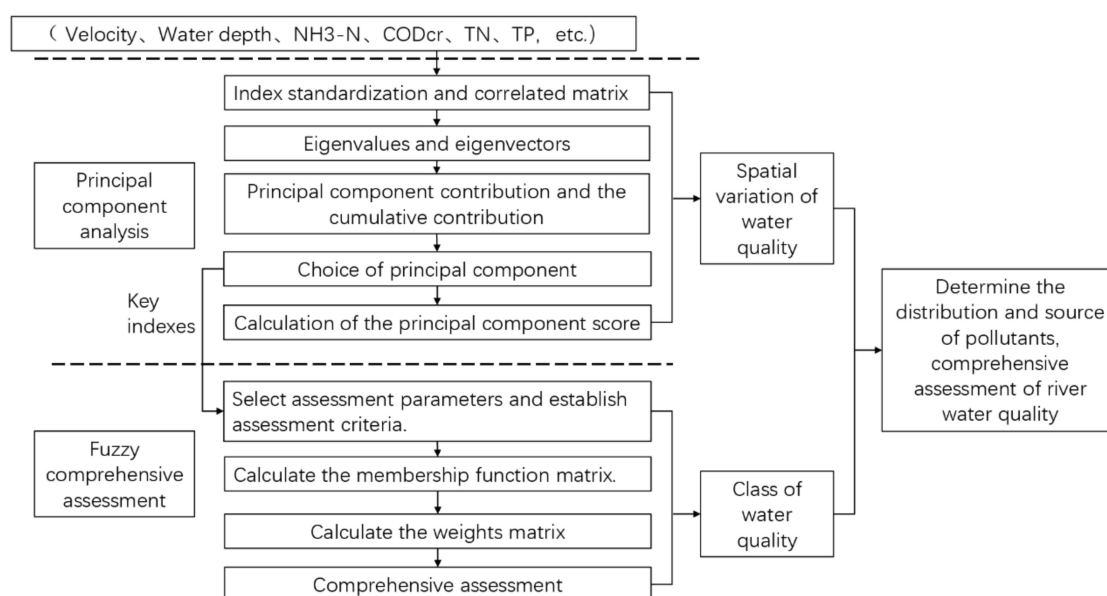 （ Velocity、Water depth、NH3-N、CODcr、TN、TP，etc.）
Index standardization and correlated matrix
Eigenvalues and eigenvectors
Principal component contribution and the
cumulative contribution
Choice of principal component
Calculation of the principal component score
Principal
component
analysis
Key
indexes
Spatial
variation of
water
quality
Determine the
distribution and source
of pollutants,
comprehensive
assessment of river
water quality
Select assessment parameters and establish
assessment criteria.
Calculate the membership function matrix.
Calculate the weights matrix
Comprehensive assessment
Fuzzy
comprehensive
assessment
Class of
water
quality